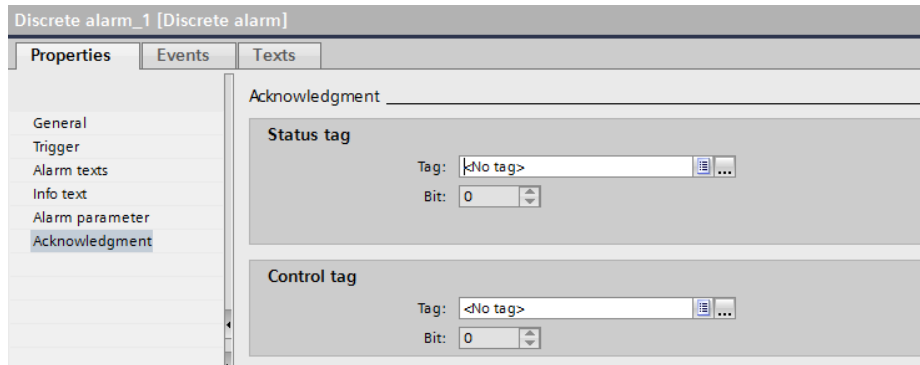 Discrete alarm_1 [Discrete alarm]
Properties Events Texts
General
Trigger
Alarm texts
Info text
Alarm parameter
Acknowledgment
Acknowledgment
Status tag
Tag: <No tag> ...
Bit: 0
Control tag
Tag: <No tag> ...
Bit: 0